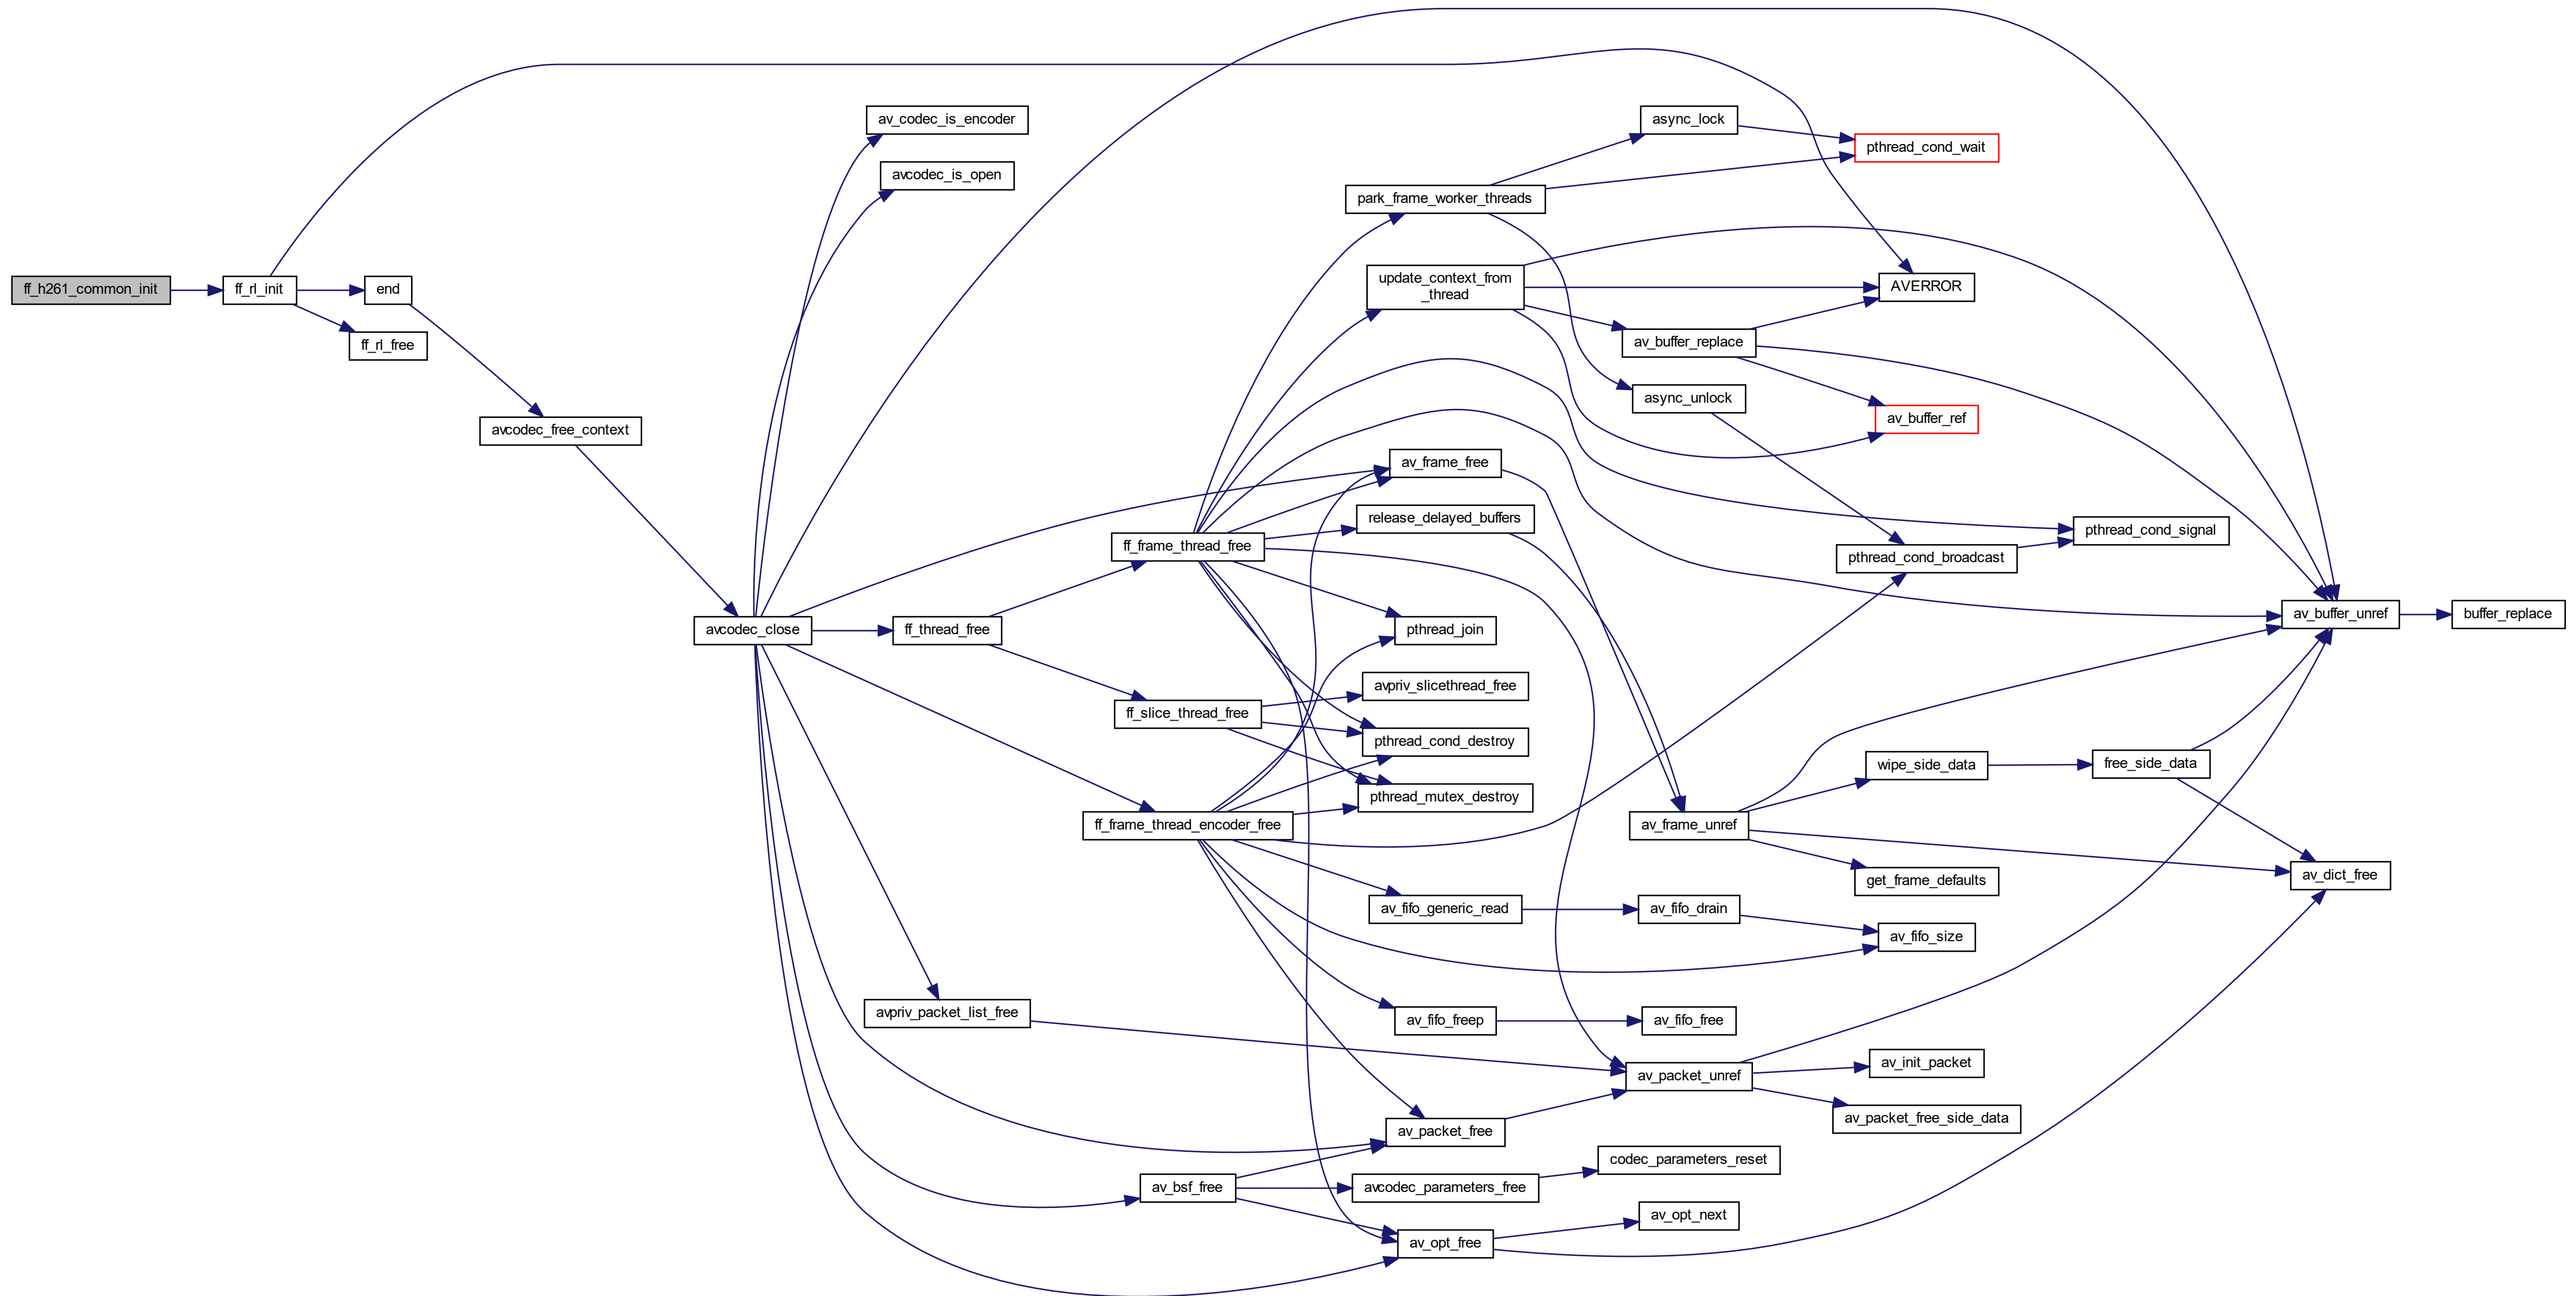 ff_h261_common_init
ff_rl_init
end
ff_rl_free
avcodec_free_context
avcodec_close
av_codec_is_encoder
avcodec_is_open
ff_thread_free
avpriv_packet_list_free
ff_frame_thread_free
ff_slice_thread_free
ff_frame_thread_encoder_free
av_bsf_free
park_frame_worker_threads
update_context_from
_thread
av_frame_free
release_delayed_buffers
pthread_join
avpriv_slicethread_free
pthread_cond_destroy
pthread_mutex_destroy
av_fifo_generic_read
av_fifo_freep
av_packet_free
avcodec_parameters_free
av_opt_free
async_lock
av_buffer_replace
async_unlock
av_frame_unref
av_fifo_drain
av_fifo_free
av_packet_unref
codec_parameters_reset
av_opt_next
pthread_cond_wait
AVERROR
av_buffer_ref
pthread_cond_broadcast
wipe_side_data
get_frame_defaults
av_fifo_size
av_init_packet
av_packet_free_side_data
pthread_cond_signal
free_side_data
av_buffer_unref
av_dict_free
buffer_replace